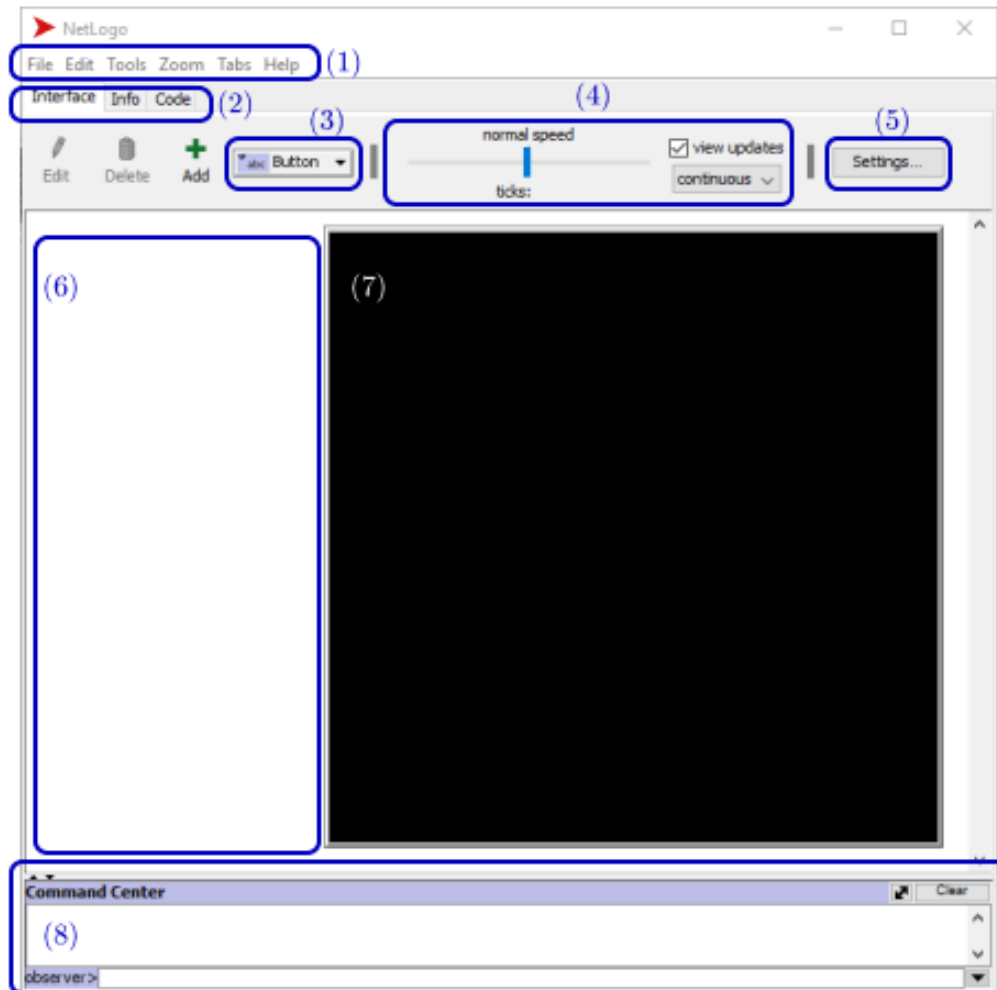 NetLogo
File Edit Tools Zoom Tabs Help (1)
Interface Info Code (2)
(3) (4) (5)
Edit Delete Add abc Button normal speed ticks: view updates continuous Settings...
(6) (7)
Command Center Clear
(8)
observer>